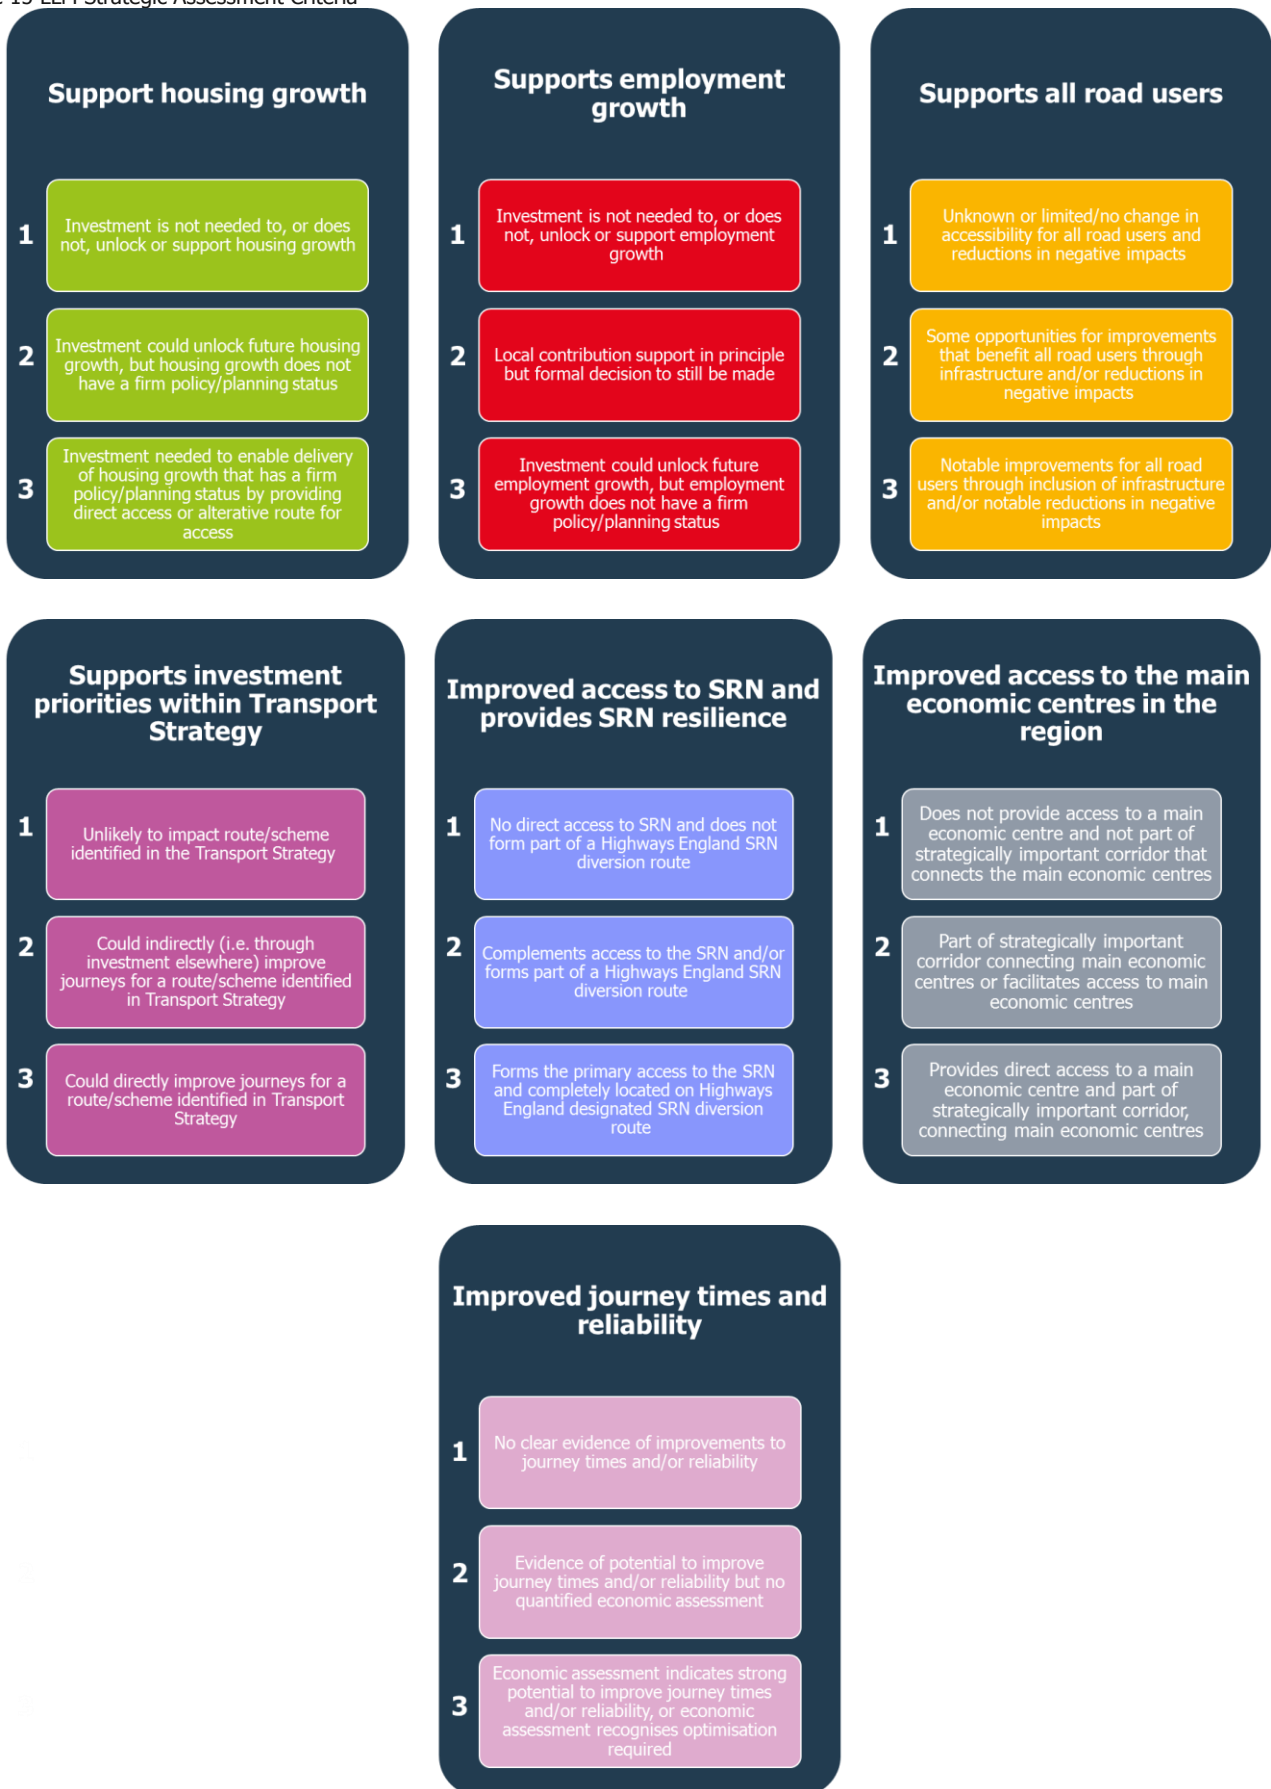 15 LLM Strategic Assessment Criteria
Support housing growth
1
Investment is not needed to, or does
not, unlock or support housing growth
2
Investment could unlock future housing
growth, but housing growth does not
have a firm policy/planning status
3
Investment needed to enable delivery
of housing growth that has a firm
policy/planning status by providing
direct access or alterative route for
access
Supports employment
growth
1
Investment is not needed to, or does
not, unlock or support employment
growth
2
Local contribution support in principle
but formal decision to still be made
3
Investment could unlock future
employment growth, but employment
growth does not have a firm
policy/planning status
Supports all road users
1
Unknown or limited/no change in
accessibility for all road users and
reductions in negative impacts
2
Some opportunities for improvements
that benefit all road users through
infrastructure and/or reductions in
negative impacts
3
Notable improvements for all road
users through inclusion of infrastructure
and/or notable reductions in negative
impacts
Supports investment
priorities within Transport
Strategy
1
Unlikely to impact route/scheme
identified in the Transport Strategy
2
Could indirectly (i.e. through
investment elsewhere) improve
journeys for a route/scheme identified
in Transport Strategy
3
Could directly improve journeys for a
route/scheme identified in Transport
Strategy
Improved access to SRN and
provides SRN resilience
1
No direct access to SRN and does not
form part of a Highways England SRN
diversion route
2
Complements access to the SRN and/or
forms part of a Highways England SRN
diversion route
3
Forms the primary access to the SRN
and completely located on Highways
England designated SRN diversion
route
Improved access to the main
economic centres in the
region
1
Does not provide access to a main
economic centre and not part of
strategically important corridor that
connects the main economic centres
2
Part of strategically important
corridor connecting main economic
centres or facilitates access to main
economic centres
3
Provides direct access to a main
economic centre and part of
strategically important corridor,
connecting main economic centres
Improved journey times and
reliability
1
No clear evidence of improvements to
journey times and/or reliability
2
Evidence of potential to improve
journey times and/or reliability but no
quantified economic assessment
3
Economic assessment indicates strong
potential to improve journey times
and/or reliability, or economic
assessment recognises optimisation
required